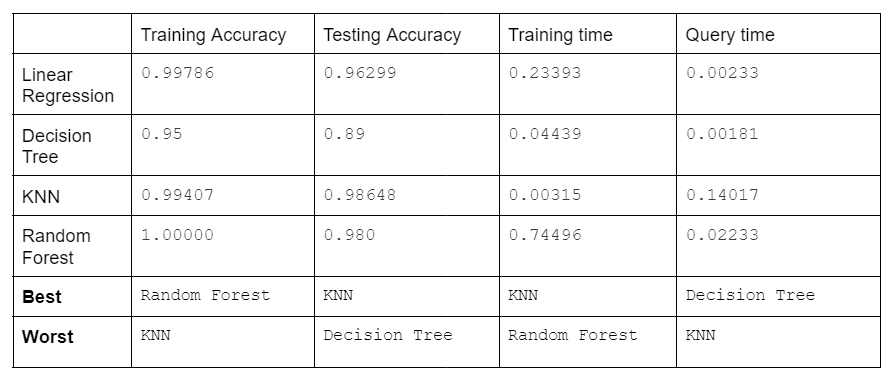 Training Accuracy Testing Accuracy Training time Query time
Linear Regression 0.99786 0.96299 0.23393 0.00233
Decision Tree 0.95 0.89 0.04439 0.00181
KNN 0.99407 0.98648 0.00315 0.14017
Random Forest 1.00000 0.980 0.74496 0.02233
Best Random Forest KNN KNN Decision Tree
Worst KNN Decision Tree Random Forest KNN